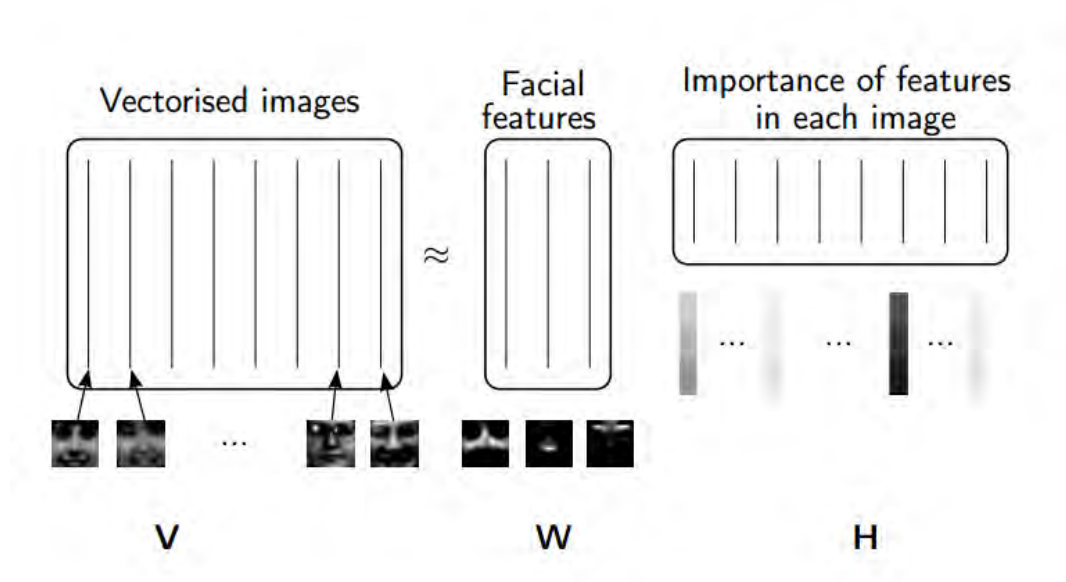 Vectorised images
Facial
features
Importance of features
in each image
≈
...
...
...
...
V
W
H